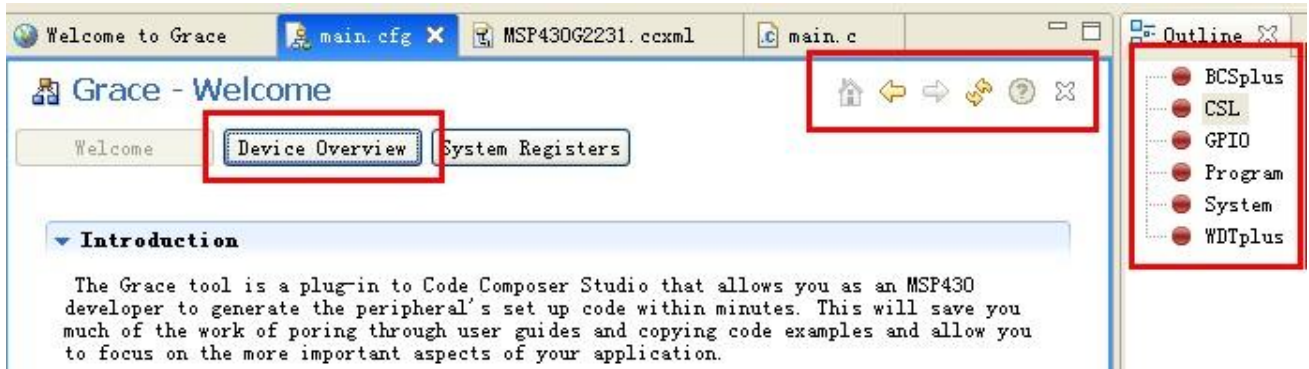 Welcome to Grace
main.cfg
MSP430G2231.ccxml
main.c
Outline
Grace - Welcome
Welcome
Device Overview
System Registers
BCSplus
CSL
GPIO
Program
System
WDTplus
Introduction
The Grace tool is a plug-in to Code Composer Studio that allows you as an MSP430
developer to generate the peripheral's set up code within minutes. This will save you
much of the work of poring through user guides and copying code examples and allow you
to focus on the more important aspects of your application.